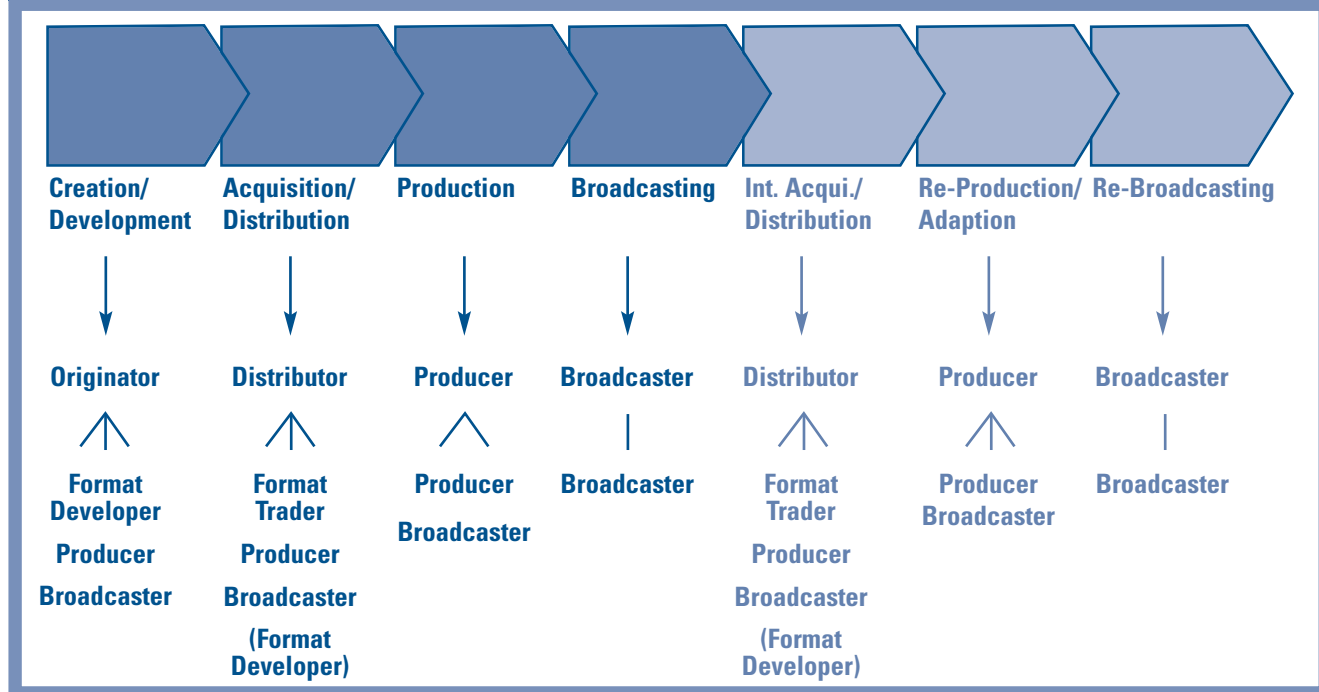 Creation/
Development
Acquisition/
Distribution
Production
Broadcasting
Int. Acqui./
Distribution
Re-Production/
Adaption
Re-Broadcasting
Originator
Distributor
Producer
Broadcaster
Distributor
Producer
Broadcaster
Format
Developer
Producer
Broadcaster
Format
Trader
Producer
Broadcaster
(Format
Developer)
Producer
Broadcaster
Broadcaster
Format
Trader
Producer
Broadcaster
(Format
Developer)
Producer
Broadcaster
Broadcaster